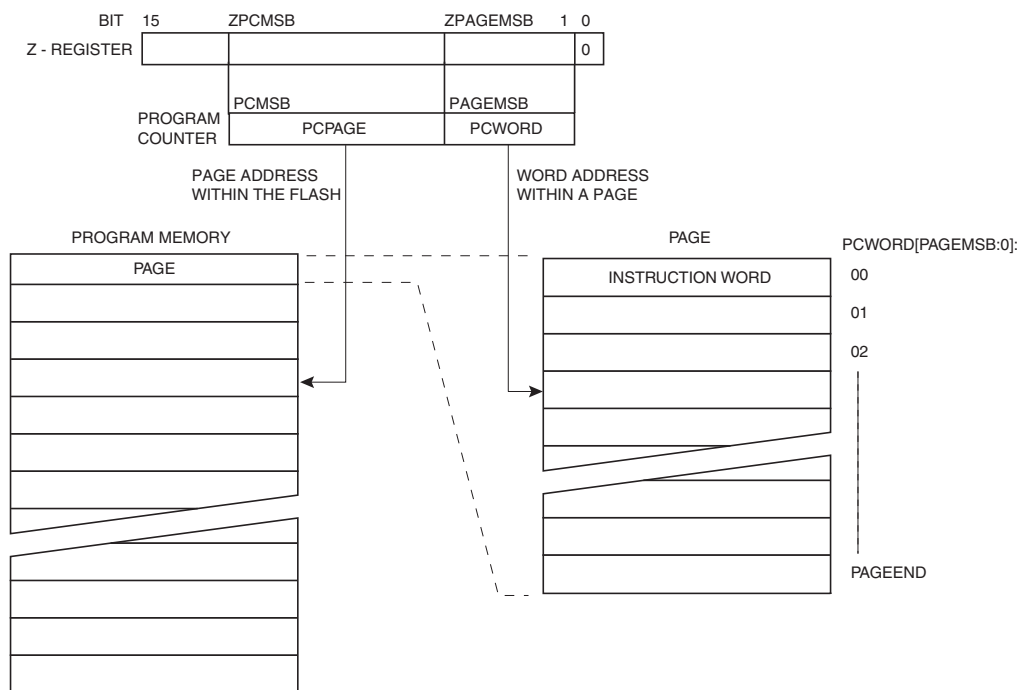 BIT 15 ZPCMSB ZPAGEMSB 1 0
Z - REGISTER 0
PCMSB PAGEMSB
PROGRAM
COUNTER
PCPAGE PCWORD
PAGE ADDRESS
WITHIN THE FLASH
WORD ADDRESS
WITHIN A PAGE
PROGRAM MEMORY
PAGE
PAGE
PCWORD[PAGEMSB:0]:
INSTRUCTION WORD 00
01
02
PAGEEND